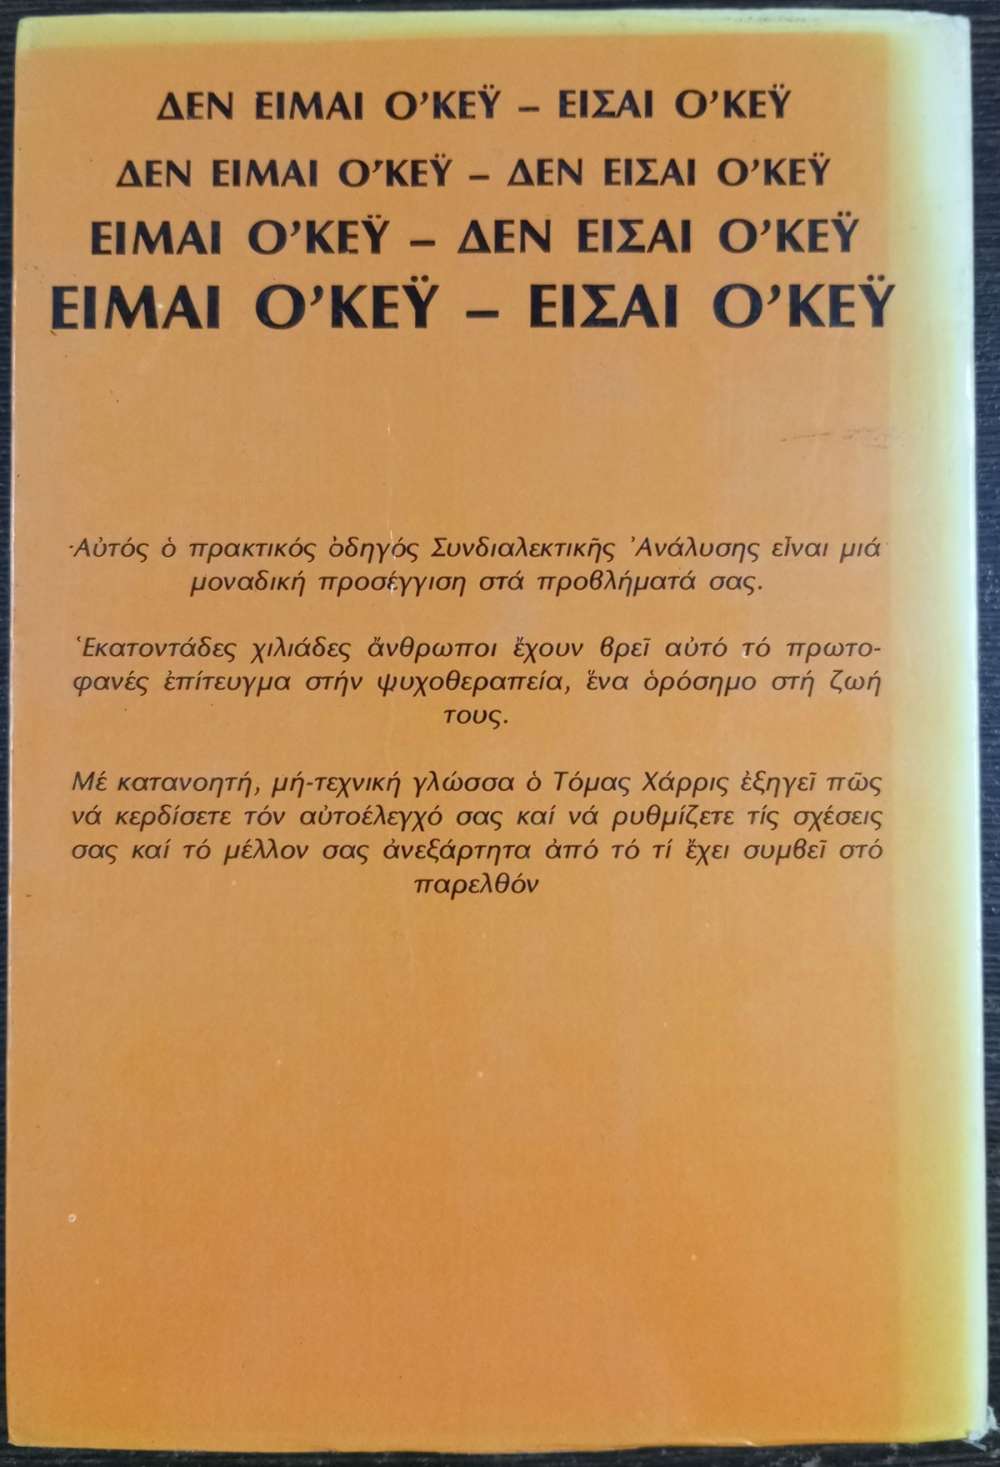 ΔΕΝ ΕΙΜΑΙ Ο’ΚΕΫ – ΕΙΣΑΙ Ο’ΚΕΫ
ΔΕΝ ΕΙΜΑΙ Ο’ΚΕΫ – ΔΕΝ ΕΙΣΑΙ Ο’ΚΕΫ
ΕΙΜΑΙ Ο’ΚΕΫ – ΔΕΝ ΕΙΣΑΙ Ο’ΚΕΫ
ΕΙΜΑΙ Ο’ΚΕΫ – ΕΙΣΑΙ Ο’ΚΕΫ
Αὐτός ὁ πρακτικός ὁδηγός Συνδιαλεκτικῆς Ἀνάλυσης εἶναι μιά
μοναδική προσέγγιση στά προβλήματά σας.
Ἑκατοντάδες χιλιάδες ἄνθρωποι ἔχουν βρεῖ αὐτό τό πρωτο-
φανές ἐπίτευγμα στήν ψυχοθεραπεία, ἕνα ὁρόσημο στή ζωή
τους.
Μέ κατανοητή, μή-τεχνική γλώσσα ὁ Τόμας Χάρρις ἐξηγεῖ πῶς
νά κερδίσετε τόν αὐτοέλεγχό σας καί νά ρυθμίζετε τίς σχέσεις
σας καί τό μέλλον σας ἀνεξάρτητα ἀπό τό τί ἔχει συμβεῖ στό
παρελθόν